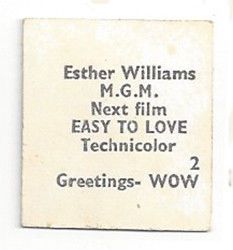 Esther Williams
M.G.M.
Next film
EASY TO LOVE
Technicolor
2
Greetings- WOW